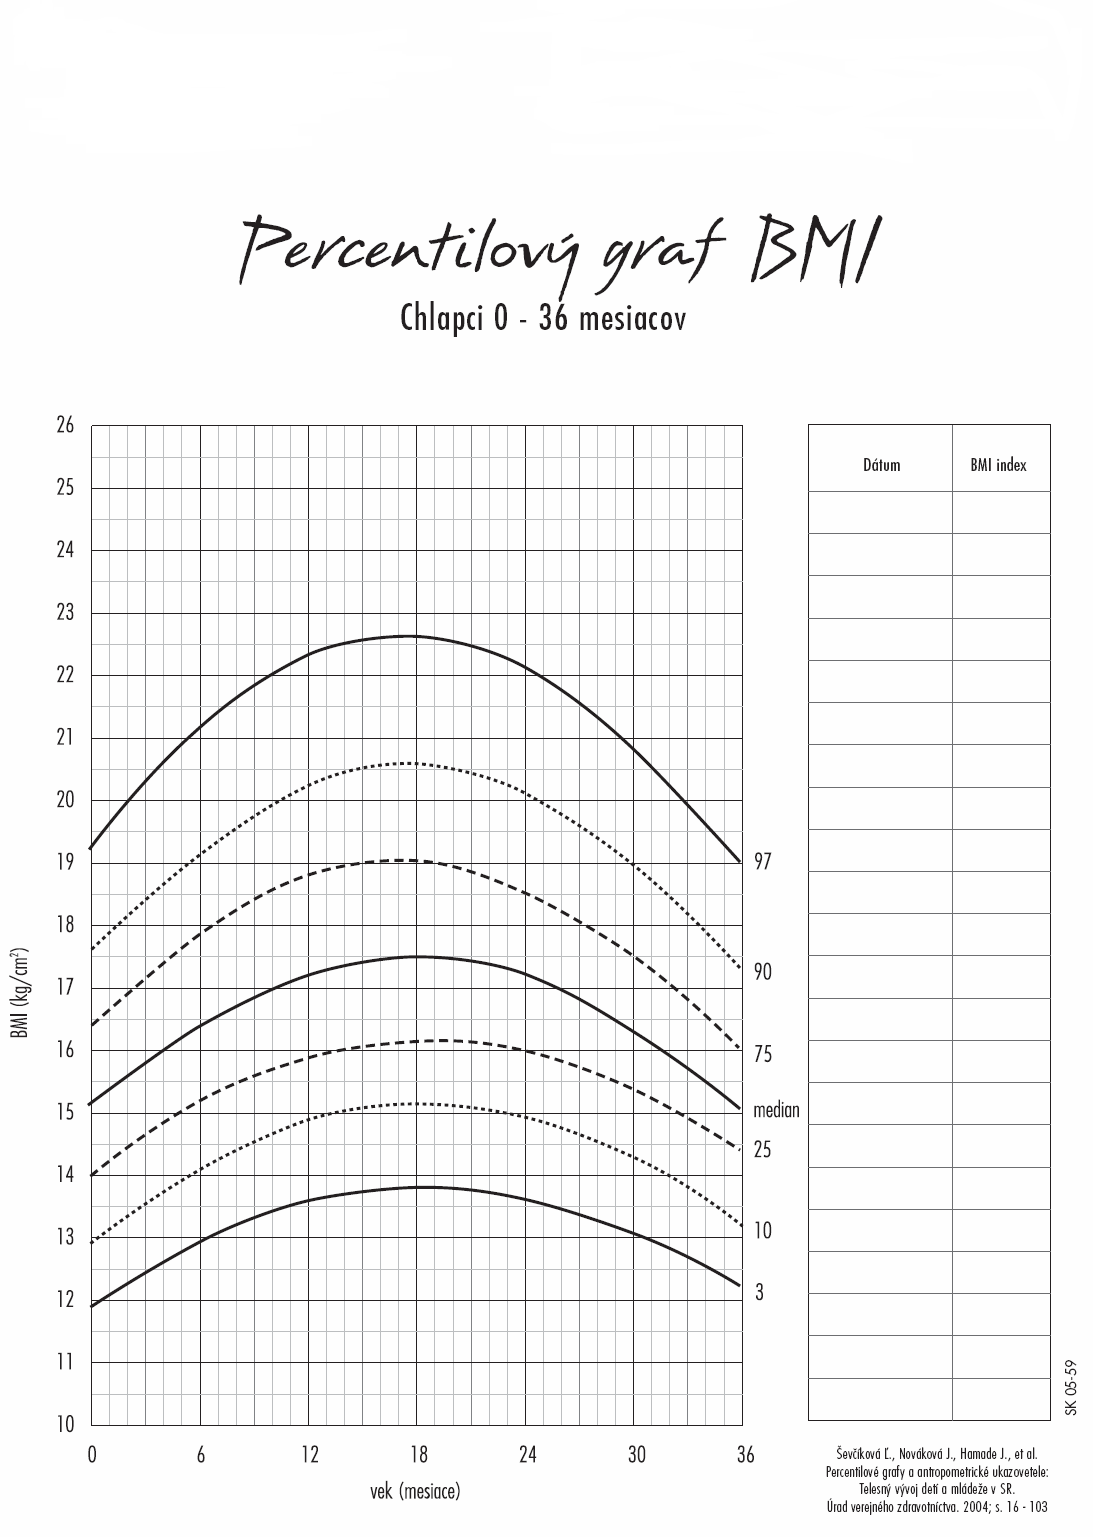 Percentilový graf BMI
Chlapci 0 - 36 mesiacov
26
25
24
23
22
21
20
19
18
17
16
15
14
13
12
11
10
BMI (kg/cm²)
0 6 12 18 24 30 36
vek (mesiace)
97
90
75
median
25
10
3
Dátum BMI index
SK 05-59
Ševčíková Ľ., Nováková J., Hamade J., et al.
Percentilové grafy a antropometrické ukazovetele:
Telesný vývoj detí a mládeže v SR.
Úrad verejného zdravotníctva. 2004; s. 16 - 103